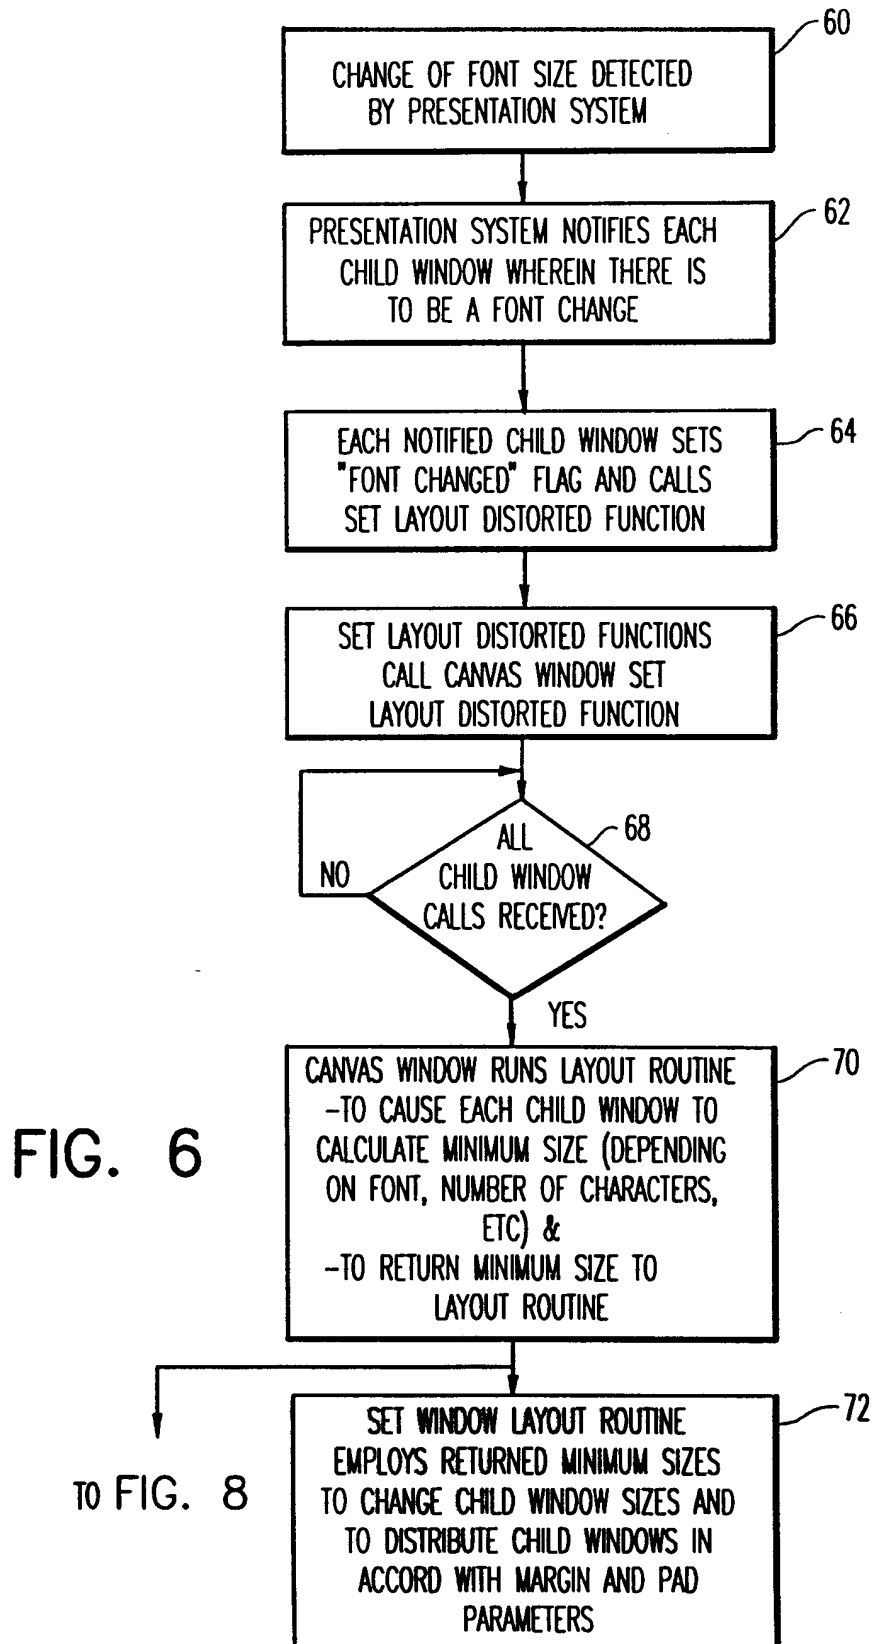 60
CHANGE OF FONT SIZE DETECTED
BY PRESENTATION SYSTEM
62
PRESENTATION SYSTEM NOTIFIES EACH
CHILD WINDOW WHEREIN THERE IS
TO BE A FONT CHANGE
64
EACH NOTIFIED CHILD WINDOW SETS
"FONT CHANGED" FLAG AND CALLS
SET LAYOUT DISTORTED FUNCTION
66
SET LAYOUT DISTORTED FUNCTIONS
CALL CANVAS WINDOW SET
LAYOUT DISTORTED FUNCTION
68
ALL
CHILD WINDOW
CALLS RECEIVED?
NO
YES
70
CANVAS WINDOW RUNS LAYOUT ROUTINE
-TO CAUSE EACH CHILD WINDOW TO
CALCULATE MINIMUM SIZE (DEPENDING
ON FONT, NUMBER OF CHARACTERS,
ETC) &
-TO RETURN MINIMUM SIZE TO
LAYOUT ROUTINE
FIG. 6
72
SET WINDOW LAYOUT ROUTINE
EMPLOYS RETURNED MINIMUM SIZES
TO CHANGE CHILD WINDOW SIZES AND
TO DISTRIBUTE CHILD WINDOWS IN
ACCORD WITH MARGIN AND PAD
PARAMETERS
TO FIG. 8